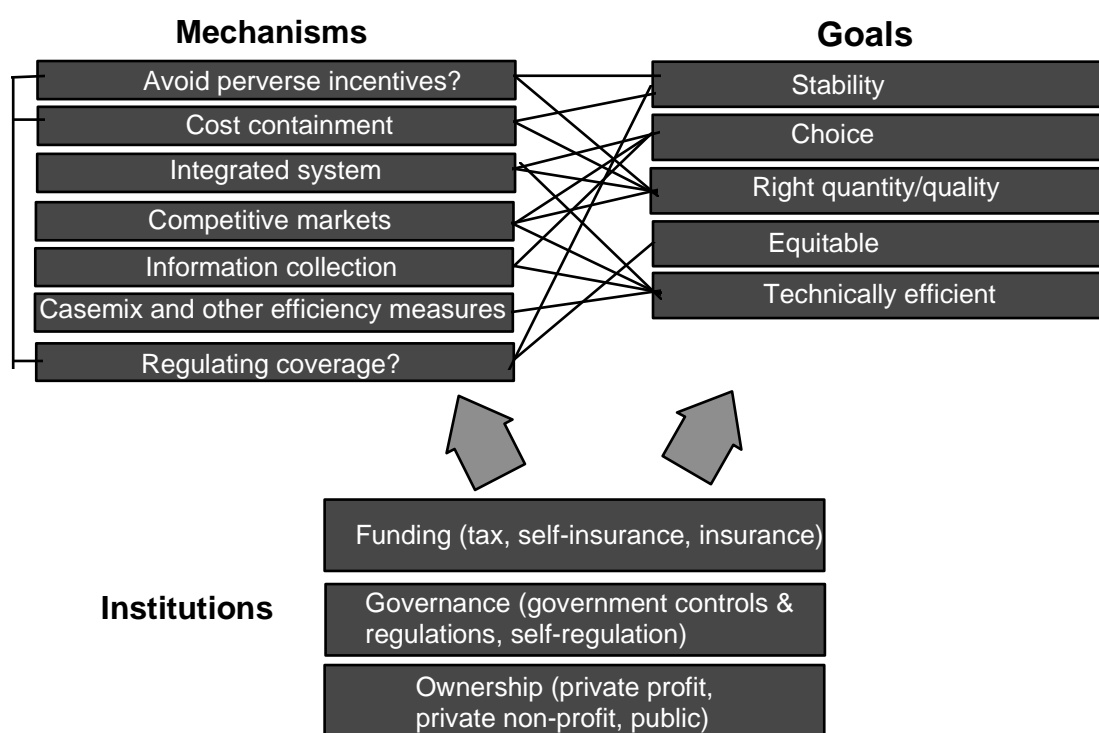 Mechanisms
Goals
Avoid perverse incentives?
Cost containment
Integrated system
Competitive markets
Information collection
Casemix and other efficiency measures
Regulating coverage?
Stability
Choice
Right quantity/quality
Equitable
Technically efficient
Institutions
Funding (tax, self-insurance, insurance)
Governance (government controls &
regulations, self-regulation)
Ownership (private profit,
private non-profit, public)